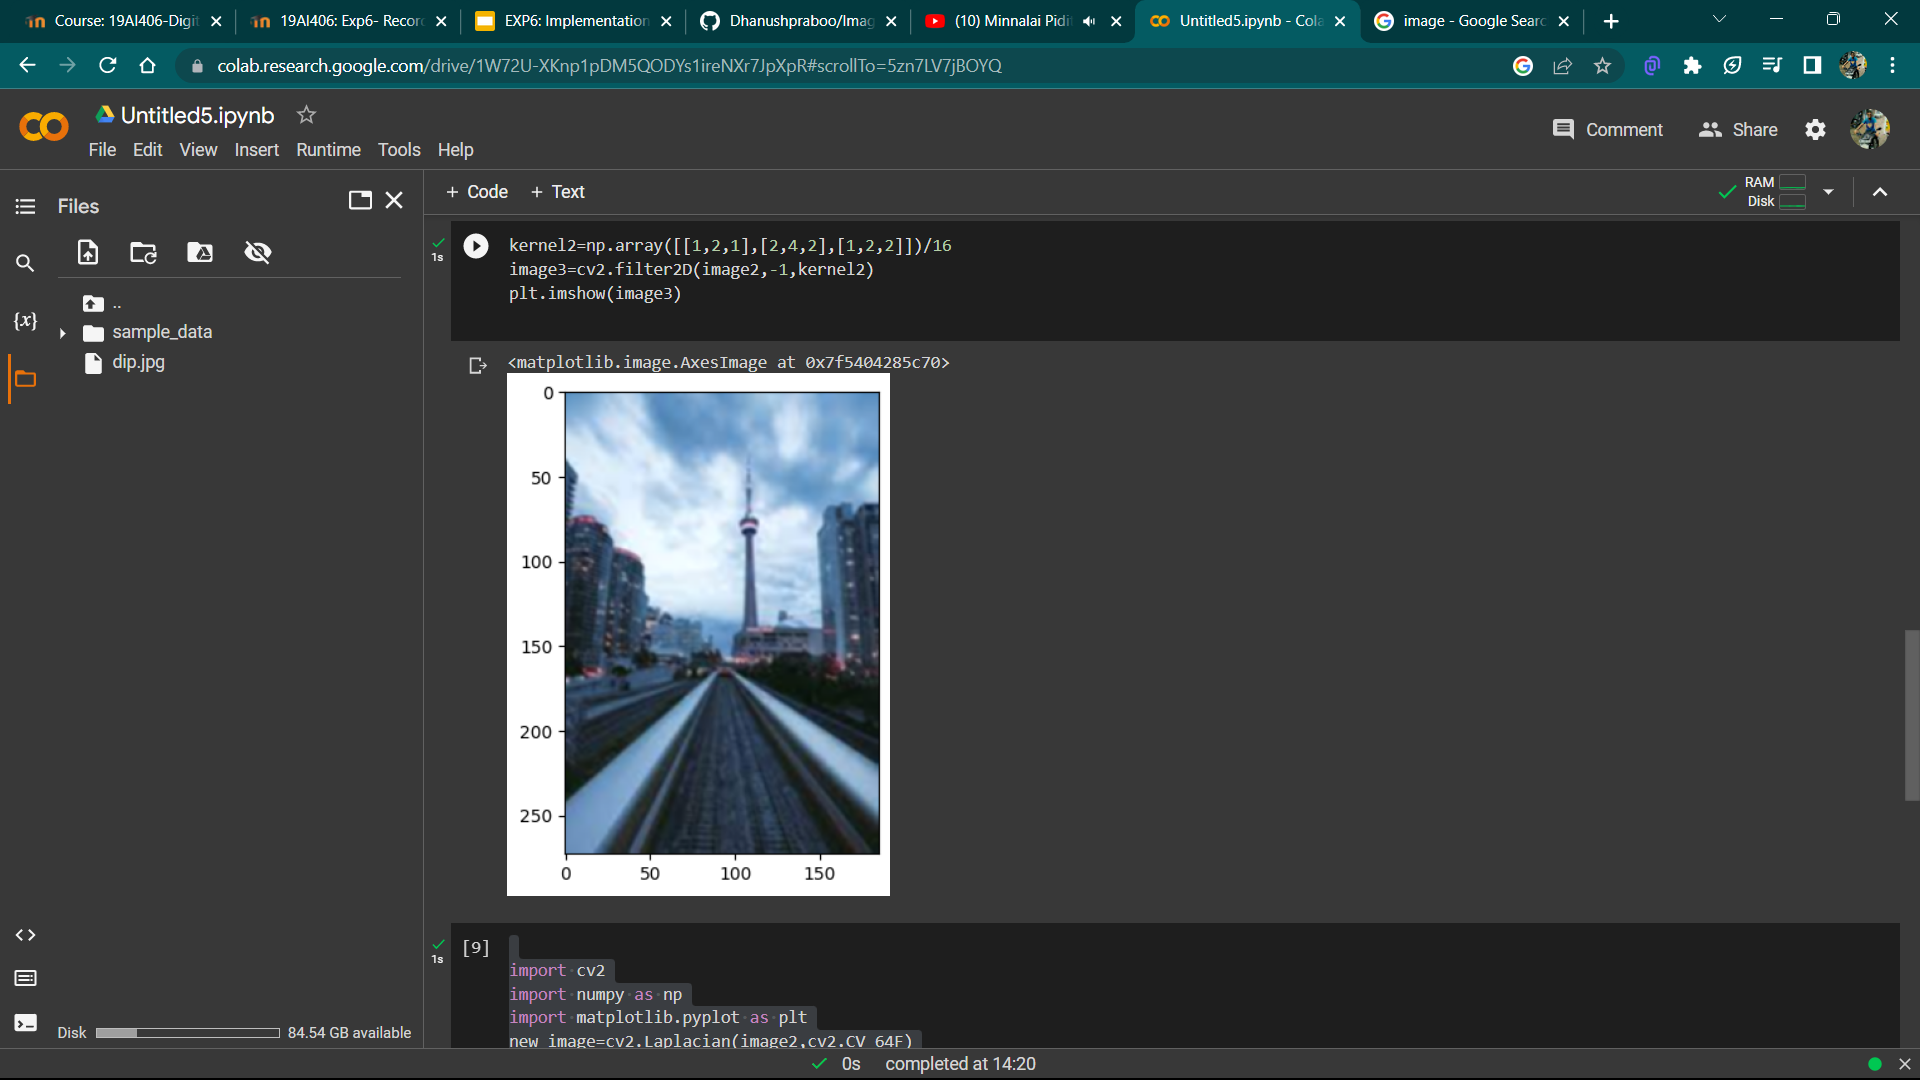 Course: 19AI406-Digit
19AI406: Exp6- Record
EXP6: Implementation
Dhanushpraboo/Imag
(10) Minnalai Pidi
Untitled5.ipynb - Cola
image - Google Searc
colab.research.google.com/drive/1W72U-XKnp1pDM5QODYs1ireNXr7JpXpR#scrollTo=5zn7LV7jBOYQ
Untitled5.ipynb
File Edit View Insert Runtime Tools Help
Comment
Share
Files
+ Code + Text
RAM
Disk
{x}
..
sample_data
dip.jpg
1s
kernel2=np.array([[1,2,1],[2,4,2],[1,2,2]])/16
image3=cv2.filter2D(image2,-1,kernel2)
plt.imshow(image3)
<matplotlib.image.AxesImage at 0x7f5404285c70>
0
50
100
150
200
250
0 50 100 150
1s
[9]
import cv2
import numpy as np
import matplotlib.pyplot as plt
new_image=cv2.Laplacian(image2,cv2.CV_64F)
Disk 84.54 GB available
0s completed at 14:20